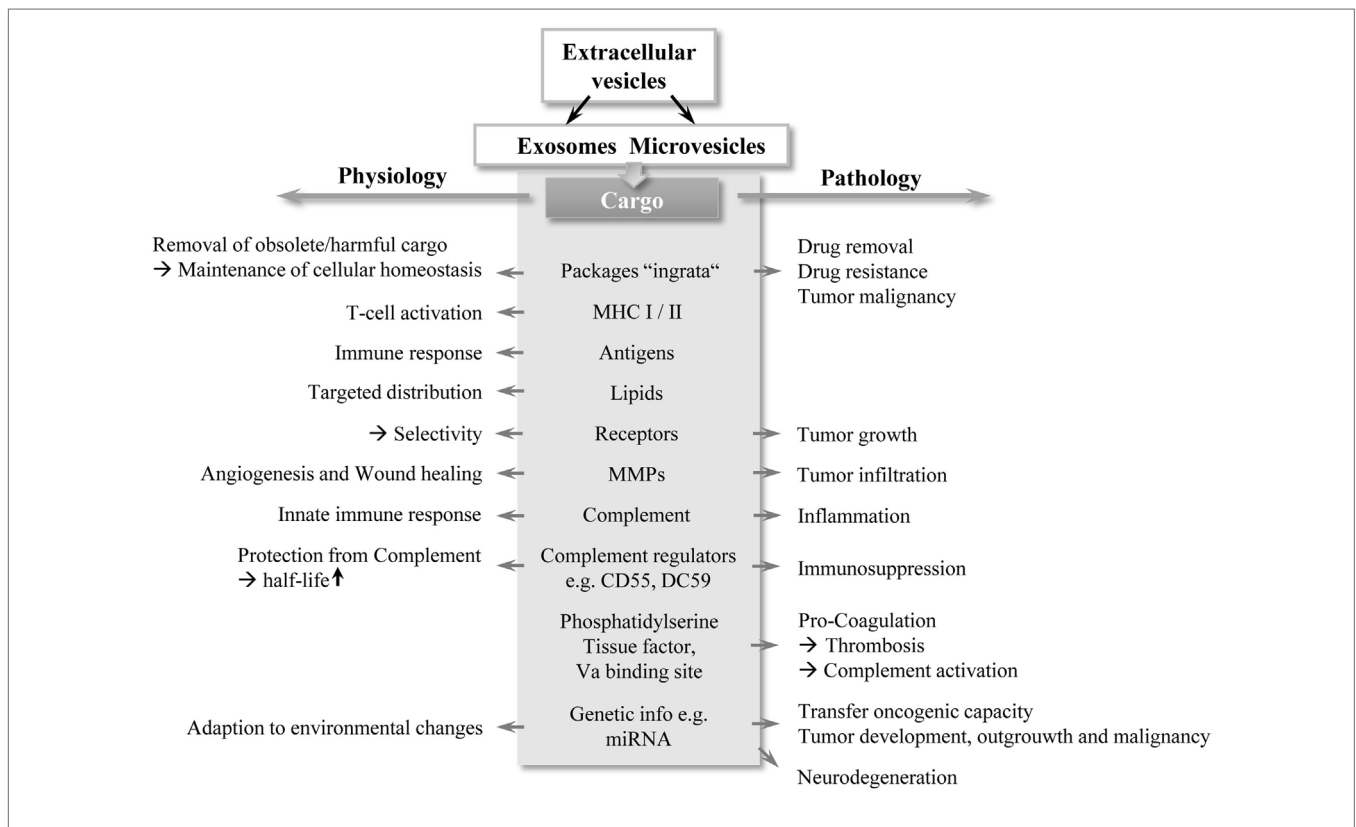 Extracellular
vesicles
Exosomes Microvesicles
Physiology
Cargo
Pathology
Removal of obsolete/harmful cargo
→ Maintenance of cellular homeostasis
Packages “ingrata“
Drug removal
Drug resistance
Tumor malignancy
T-cell activation
MHC I / II
Immune response
Antigens
Targeted distribution
Lipids
→ Selectivity
Receptors
Tumor growth
Angiogenesis and Wound healing
MMPs
Tumor infiltration
Innate immune response
Complement
Inflammation
Protection from Complement
→ half-life↑
Complement regulators
e.g. CD55, DC59
Immunosuppression
Phosphatidylserine
Tissue factor,
Va binding site
Pro-Coagulation
→ Thrombosis
→ Complement activation
Adaption to environmental changes
Genetic info e.g.
miRNA
Transfer oncogenic capacity
Tumor development, outgrouwth and malignancy
Neurodegeneration